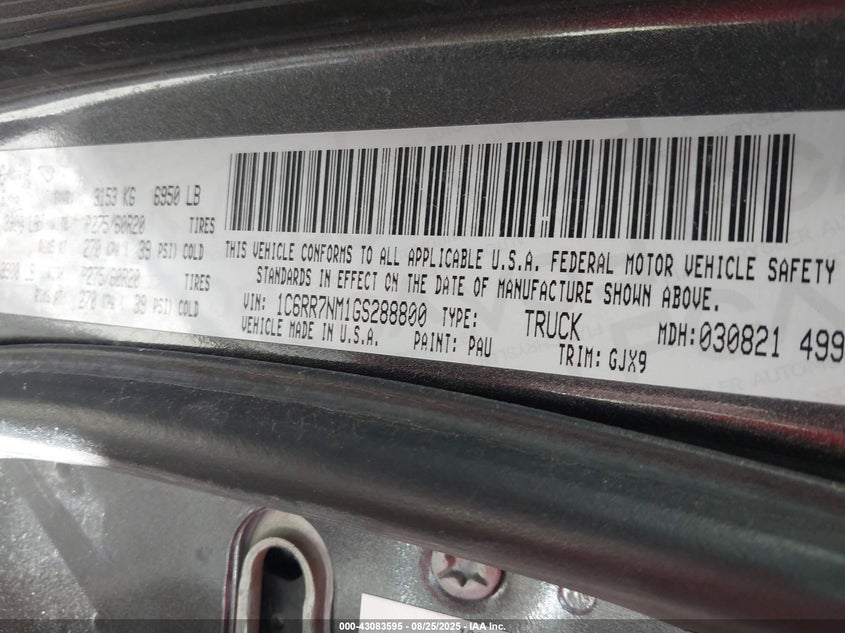 3153 KG 6950 LB
P275/60R20 TIRES
270 KPA ( 39 PSI) COLD
P275/60R20 TIRES
270 KPA ( 39 PSI) COLD
THIS VEHICLE CONFORMS TO ALL APPLICABLE U.S.A. FEDERAL MOTOR VEHICLE SAFETY
STANDARDS IN EFFECT ON THE DATE OF MANUFACTURE SHOWN ABOVE.
VIN: 1C6RR7NM1GS288800 TYPE: TRUCK MDH: 030821 499
VEHICLE MADE IN U.S.A. PAINT: PAU TRIM: GJX9
000-43083595 - 08/25/2025 - IAA Inc.